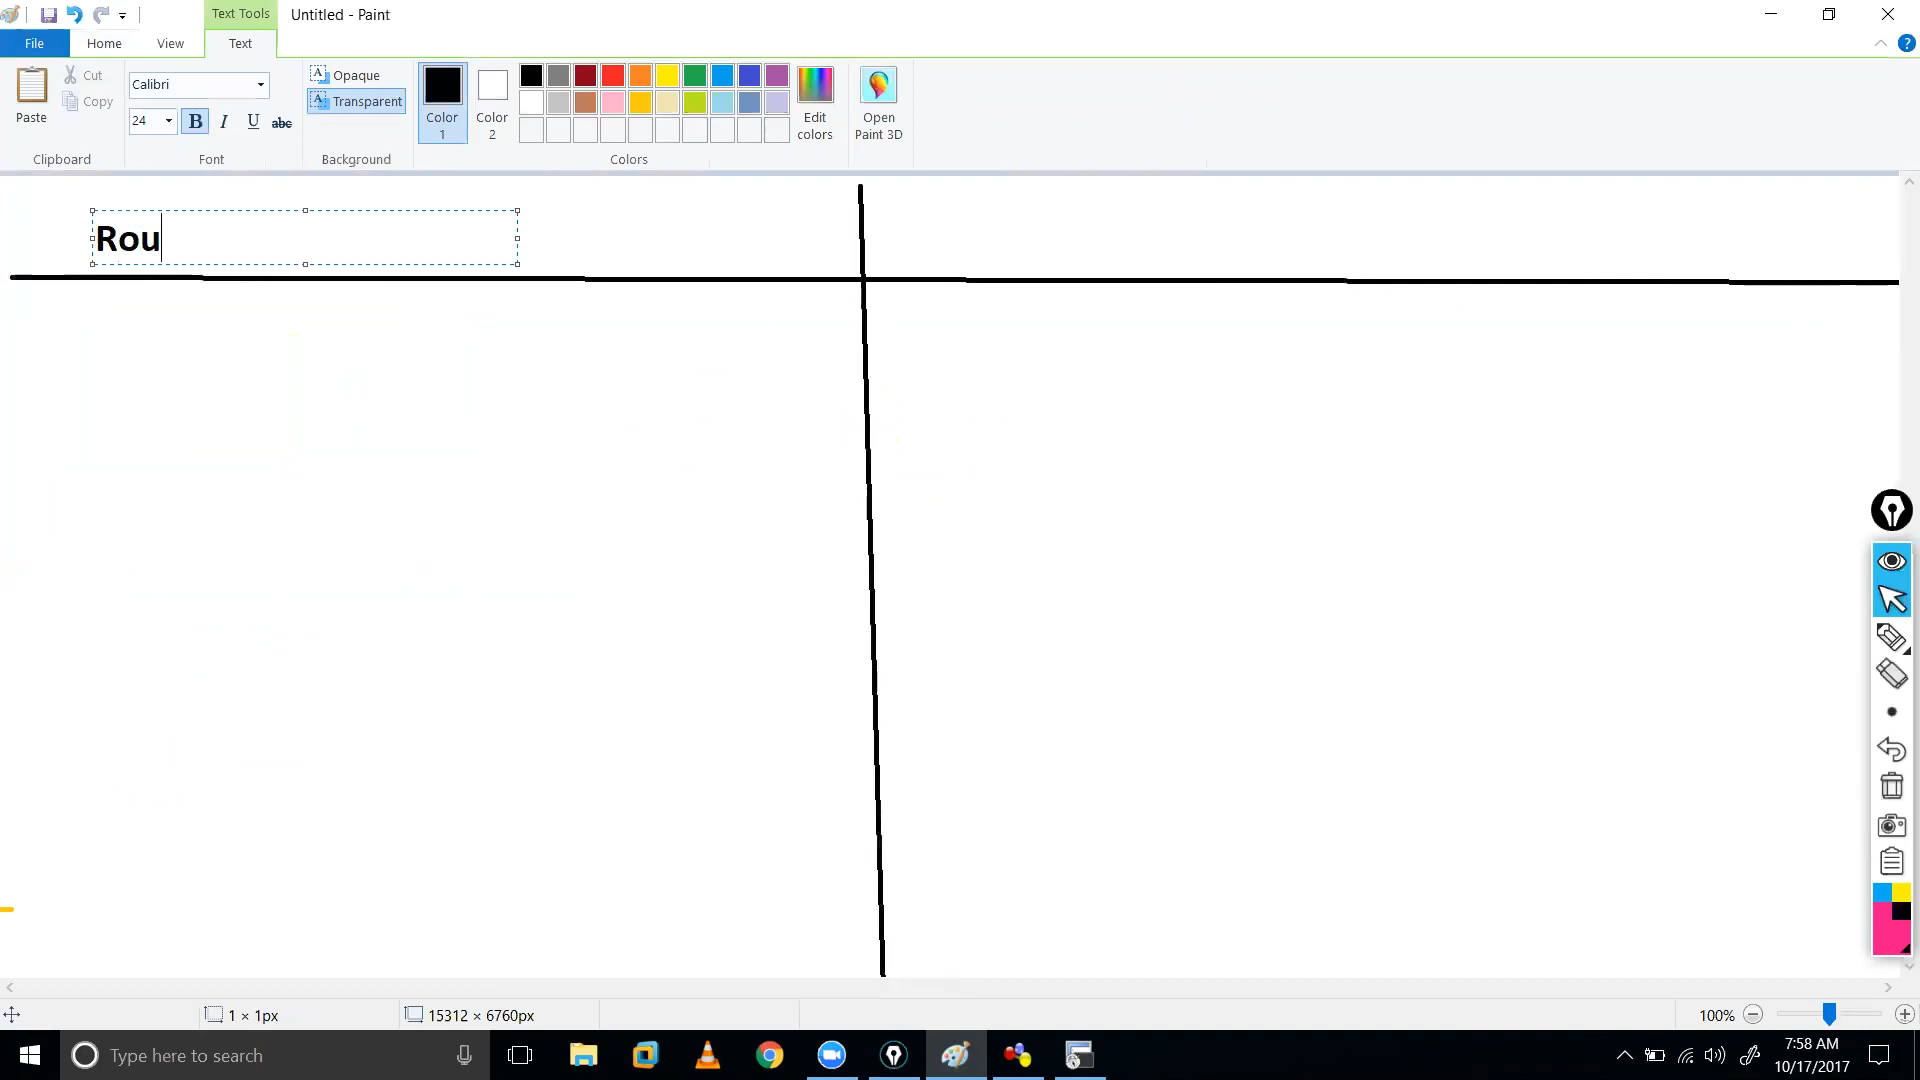 Text Tools
Untitled - Paint
File
Home
View
Text
Paste
Cut
Copy
Clipboard
Calibri
24
B
I
U
abc
Font
A Opaque
A Transparent
Background
Color 1
Color 2
Edit colors
Colors
Open Paint 3D
Rou
1 × 1px
15312 × 6760px
100%
Type here to search
7:58 AM
10/17/2017